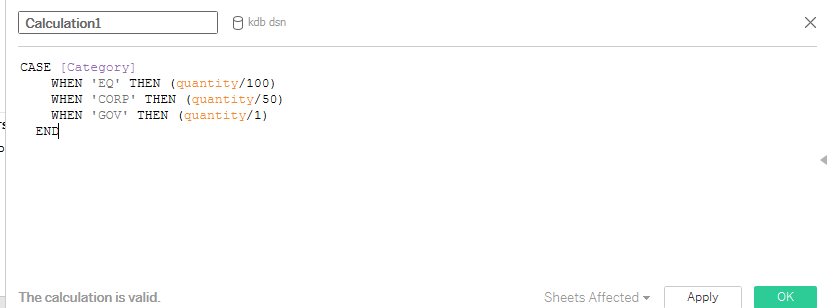 Calculation1
kdb dsn
CASE [Category]
WHEN 'EQ' THEN (quantity/100)
WHEN 'CORP' THEN (quantity/50)
WHEN 'GOV' THEN (quantity/1)
END
The calculation is valid.
Sheets Affected
Apply
OK